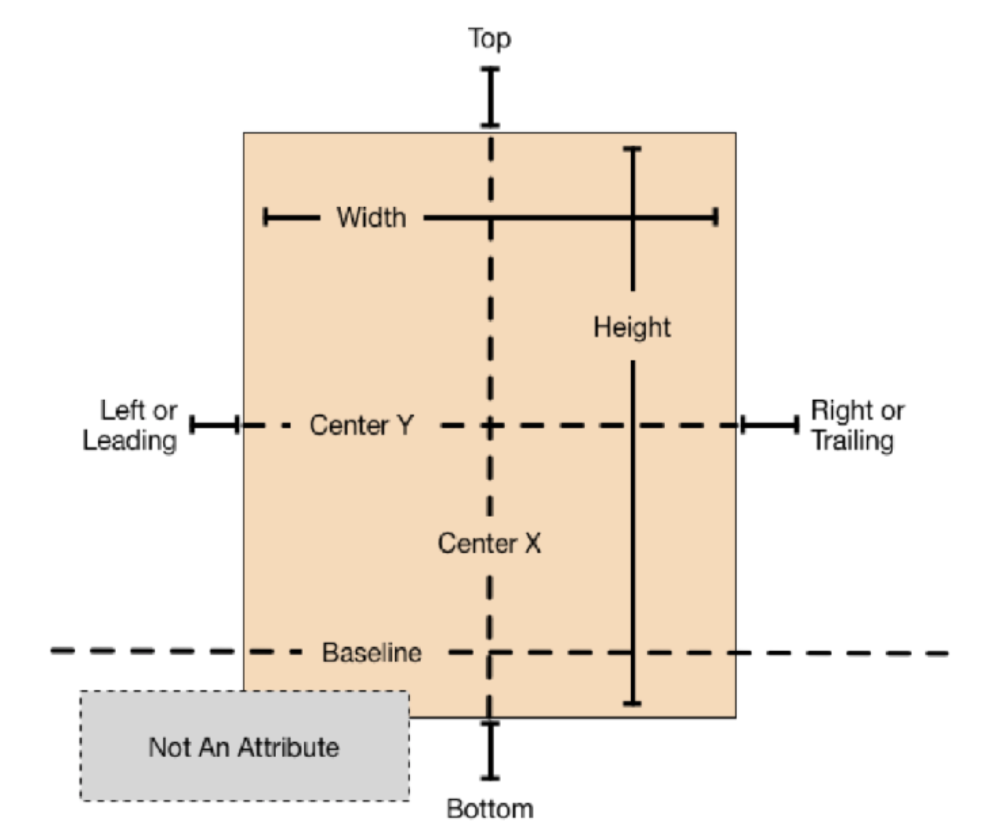 Top
Width
Height
Left or
Leading
Center Y
Right or
Trailing
Center X
Baseline
Not An Attribute
Bottom